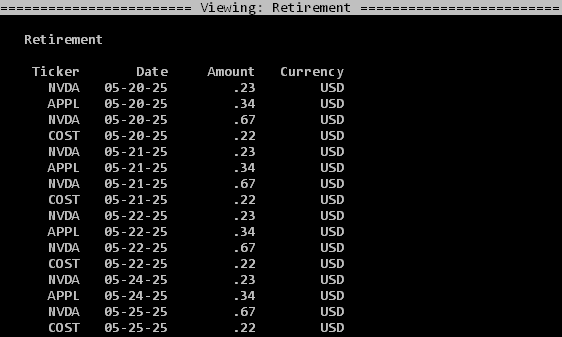 ======================== Viewing: Retirement =========================
Retirement
Ticker Date Amount Currency
NVDA 05-20-25 .23 USD
APPL 05-20-25 .34 USD
NVDA 05-20-25 .67 USD
COST 05-20-25 .22 USD
NVDA 05-21-25 .23 USD
APPL 05-21-25 .34 USD
NVDA 05-21-25 .67 USD
COST 05-21-25 .22 USD
NVDA 05-22-25 .23 USD
APPL 05-22-25 .34 USD
NVDA 05-22-25 .67 USD
COST 05-22-25 .22 USD
NVDA 05-24-25 .23 USD
APPL 05-24-25 .34 USD
NVDA 05-25-25 .67 USD
COST 05-25-25 .22 USD